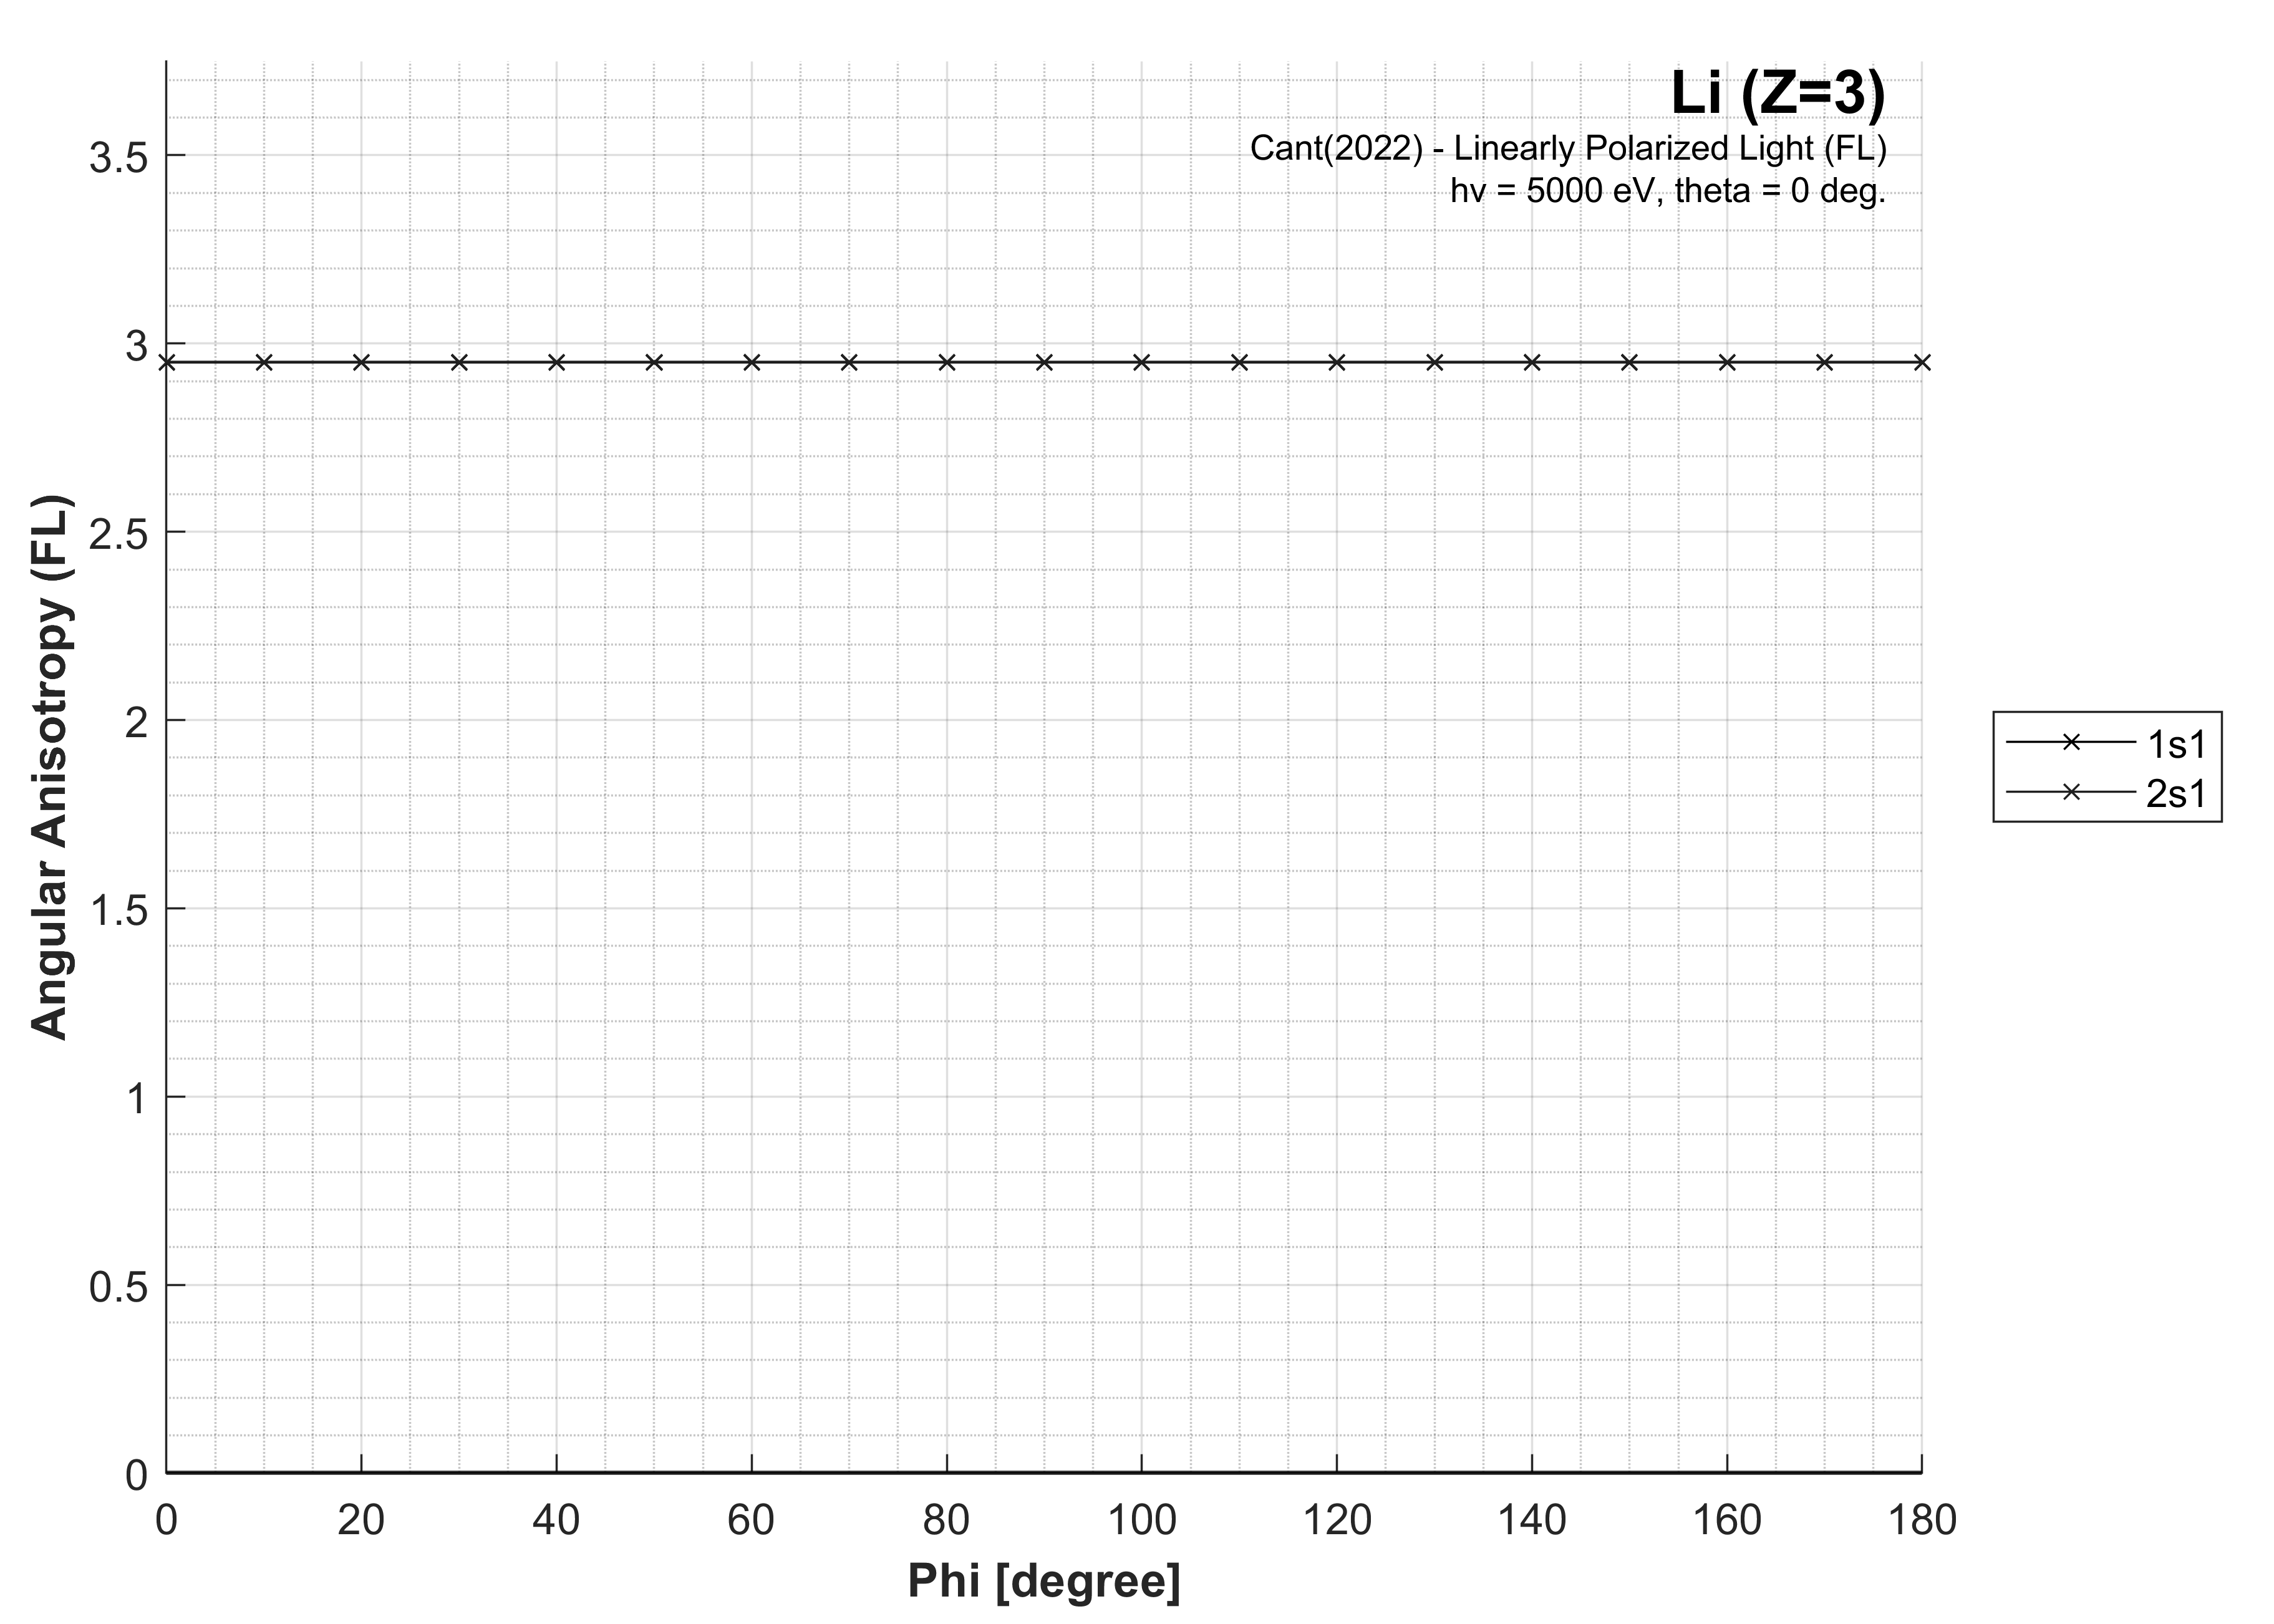 Li (Z=3)
Cant(2022) - Linearly Polarized Light (FL)
hv = 5000 eV, theta = 0 deg.
3.5
3
2.5
2
1.5
1
0.5
0
Angular Anisotropy (FL)
1s1
2s1
0 20 40 60 80 100 120 140 160 180
Phi [degree]